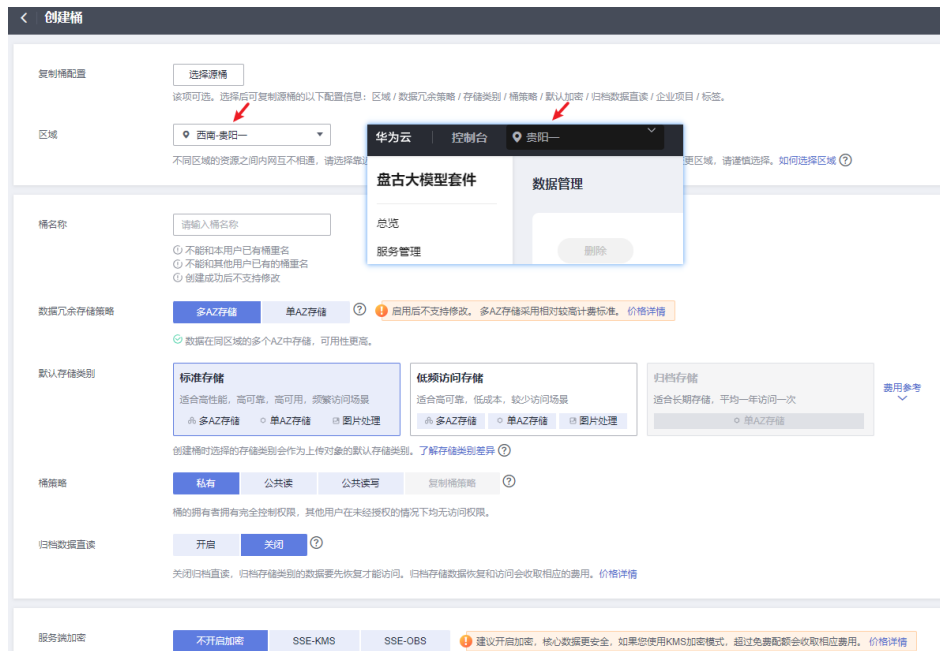 创建桶
复制桶配置
选择源桶
该项可选。选择后可复制源桶的以下配置信息：区域 / 数据冗余策略 / 存储类别 / 桶策略 / 默认加密 / 归档数据直读 / 企业项目 / 标签。
区域
西南-贵阳一
不同区域的资源之间内网互不相通，请选择靠近
更区域，请谨慎选择。如何选择区域
华为云
控制台
贵阳一
盘古大模型套件
数据管理
总览
服务管理
删除
桶名称
请输入桶名称
不能和本用户已有桶重名
不能和其他用户已有的桶重名
创建成功后不支持修改
数据冗余存储策略
多AZ存储
单AZ存储
启用后不支持修改。 多AZ存储采用相对较高计费标准。 价格详情
数据在同区域的多个AZ中存储，可用性更高。
默认存储类别
标准存储
适合高性能，高可靠，高可用，频繁访问场景
多AZ存储 单AZ存储 图片处理
低频访问存储
适合高可靠，低成本，较少访问场景
多AZ存储 单AZ存储 图片处理
归档存储
适合长期存储，平均一年访问一次
单AZ存储
费用参考
创建桶时选择的存储类别会作为上传对象的默认存储类别。了解存储类别差异
桶策略
私有
公共读
公共读写
复制桶策略
桶的拥有者拥有完全控制权限，其他用户在未经授权的情况下均无访问权限。
归档数据直读
开启
关闭
关闭归档直读，归档存储类别的数据要先恢复才能访问。归档存储数据恢复和访问会收取相应的费用。价格详情
服务端加密
不开启加密
SSE-KMS
SSE-OBS
建议开启加密，核心数据更安全，如果您使用KMS加密模式，超过免费配额会收取相应费用。 价格详情